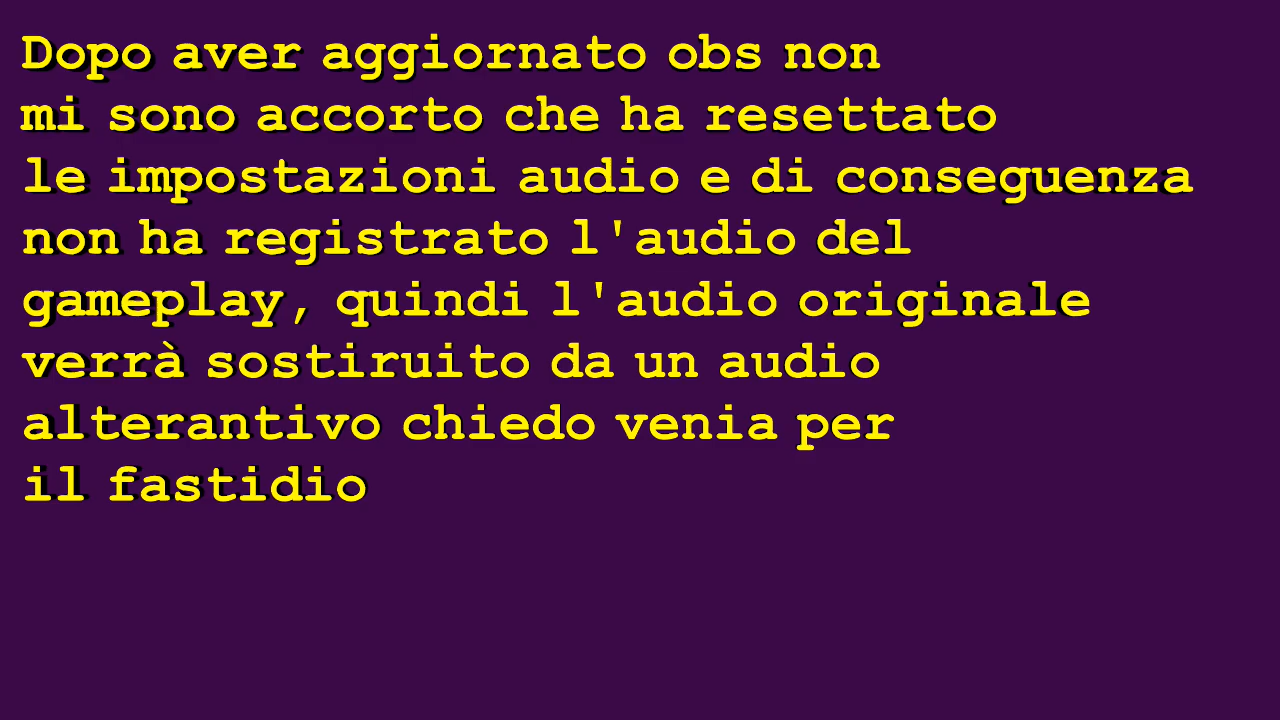 Dopo aver aggiornato obs non
mi sono accorto che ha resettato
le impostazioni audio e di conseguenza
non ha registrato l'audio del
gameplay, quindi l'audio originale
verrà sostiruito da un audio
alterantivo chiedo venia per
il fastidio